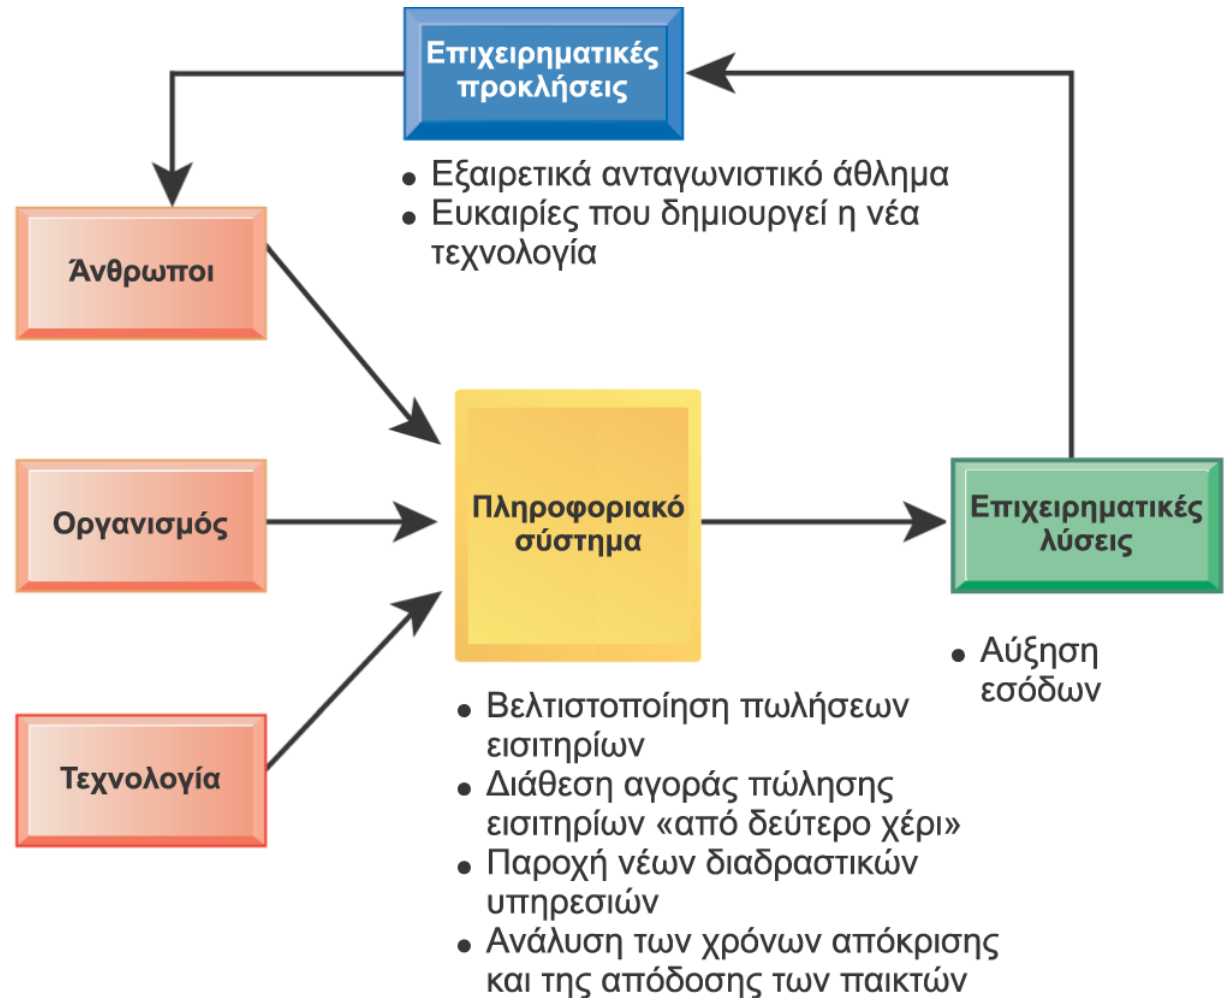 Επιχειρηματικές
προκλήσεις
• Εξαιρετικά ανταγωνιστικό άθλημα
• Ευκαιρίες που δημιουργεί η νέα
τεχνολογία
Άνθρωποι
Οργανισμός
Τεχνολογία
Πληροφοριακό
σύστημα
• Βελτιστοποίηση πωλήσεων
εισιτηρίων
• Διάθεση αγοράς πώλησης
εισιτηρίων «από δεύτερο χέρι»
• Παροχή νέων διαδραστικών
υπηρεσιών
• Ανάλυση των χρόνων απόκρισης
και της απόδοσης των παικτών
Επιχειρηματικές
λύσεις
• Αύξηση
εσόδων